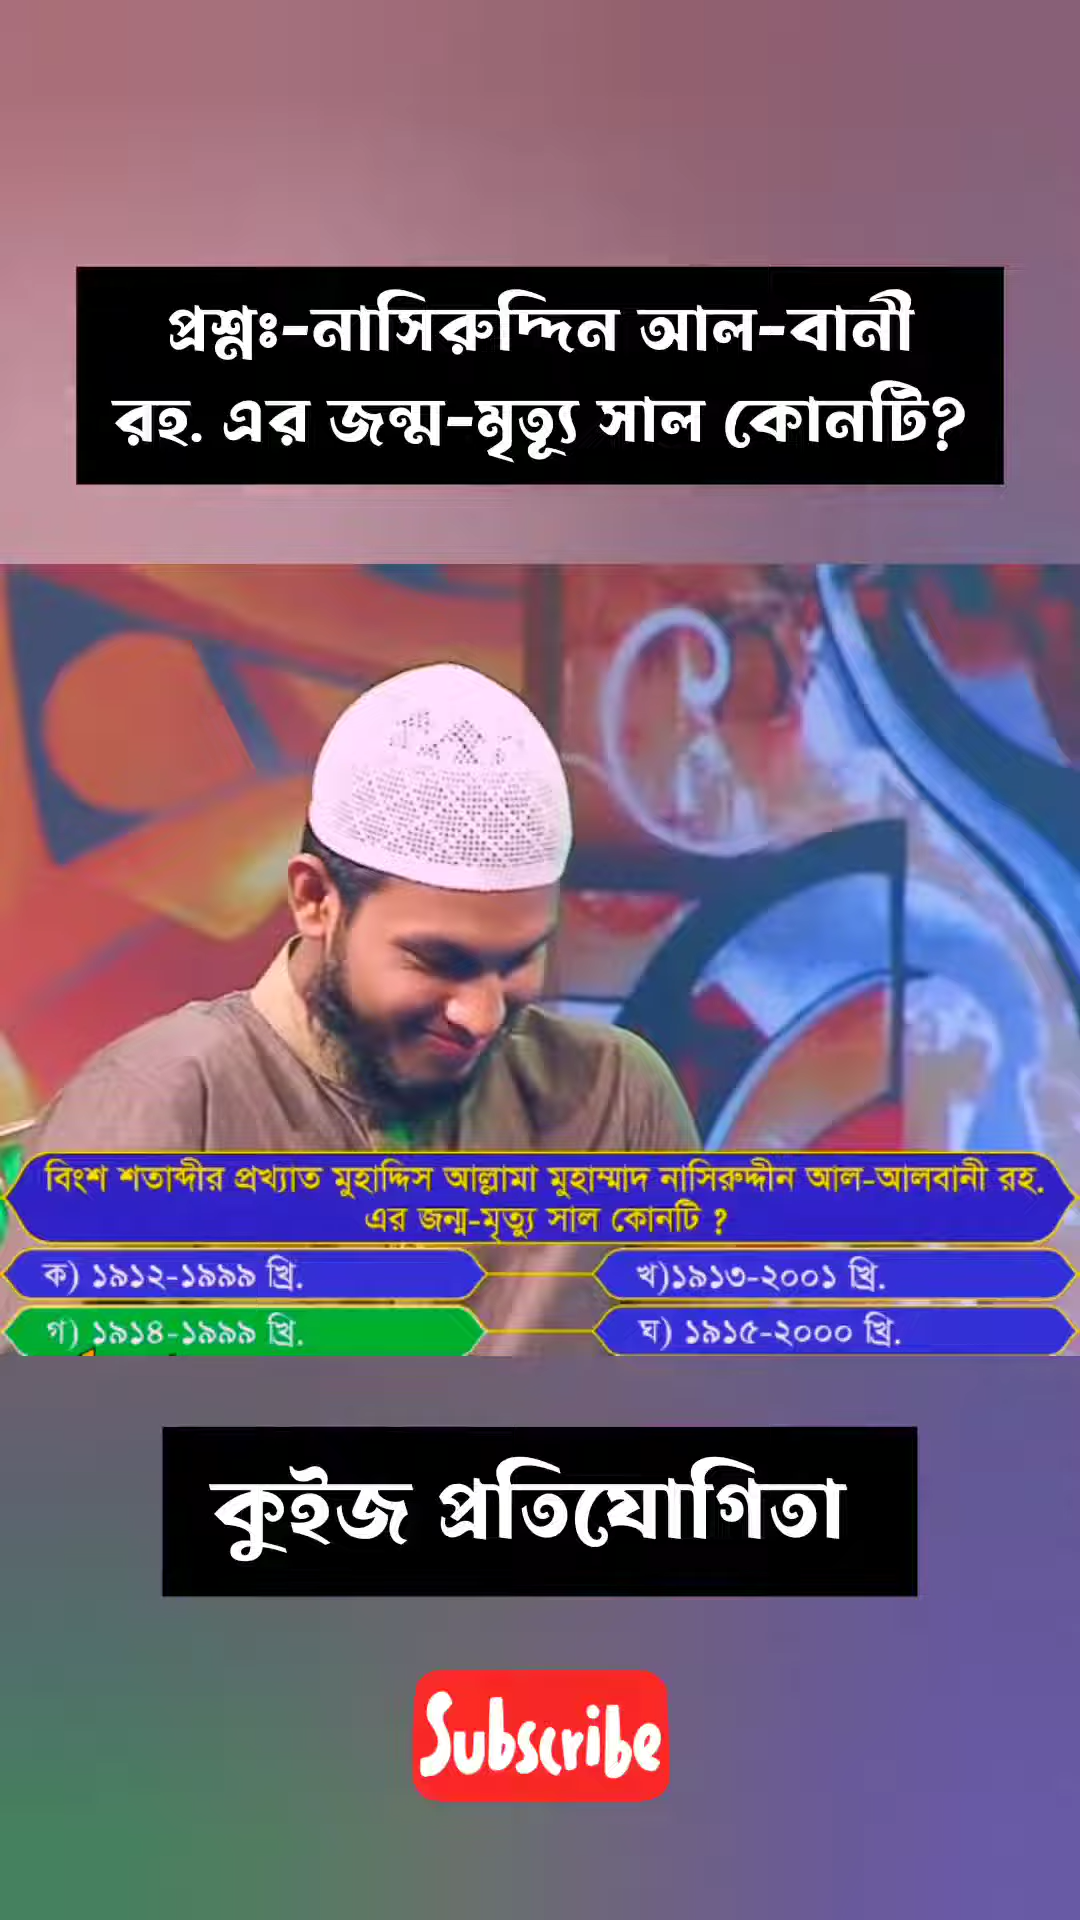 প্রশ্নঃ-নাসিরুদ্দিন আল-বানী
রহ. এর জন্ম-মৃত্যূ সাল কোনটি?
বিংশ শতাব্দীর প্রখ্যাত মুহাদ্দিস আল্লামা মুহাম্মাদ নাসিরুদ্দীন আল-আলবানী রহ.
এর জন্ম-মৃত্যু সাল কোনটি ?
ক) ১৯১২-১৯৯৯ খ্রি.
খ)১৯১৩-২০০১ খ্রি.
গ) ১৯১৪-১৯৯৯ খ্রি.
ঘ) ১৯১৫-২০০০ খ্রি.
কুইজ প্রতিযোগিতা
Subscribe